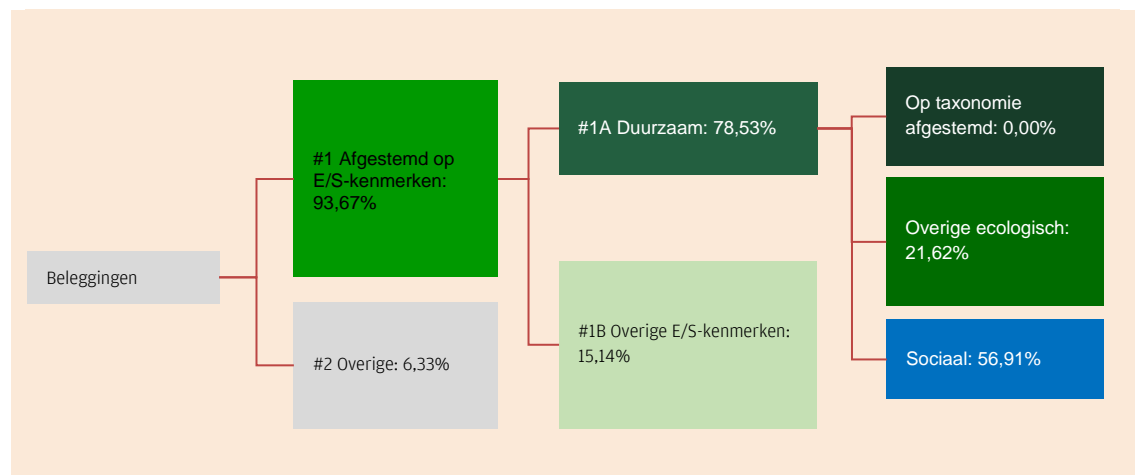 Beleggingen
#1 Afgestemd op
E/S-kenmerken:
93,67%
#2 Overige: 6,33%
#1A Duurzaam: 78,53%
#1B Overige E/S-kenmerken:
15,14%
Op taxonomie
afgestemd: 0,00%
Overige ecologisch:
21,62%
Sociaal: 56,91%